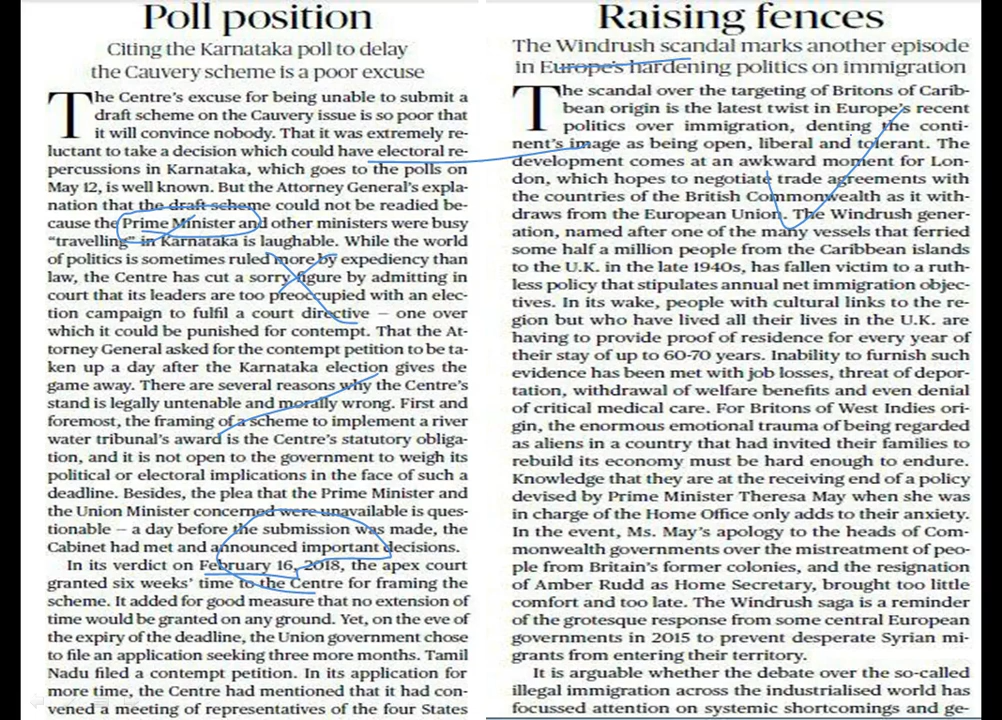 Poll position
Citing the Karnataka poll to delay
the Cauvery scheme is a poor excuse
The Centre's excuse for being unable to submit a
draft scheme on the Cauvery issue is so poor that
it will convince nobody. That it was extremely re-
luctant to take a decision which could have electoral re-
percussions in Karnataka, which goes to the polls on
May 12, is well known. But the Attorney General's expla-
nation that the draft scheme could not be readied be-
cause the Prime Minister and other ministers were busy
“travelling” in Karnataka is laughable. While the world
of politics is sometimes ruled more by expediency than
law, the Centre has cut a sorry figure by admitting in
court that its leaders are too preoccupied with an elec-
tion campaign to fulfil a court directive – one over
which it could be punished for contempt. That the At-
torney General asked for the contempt petition to be ta-
ken up a day after the Karnataka election gives the
game away. There are several reasons why the Centre's
stand is legally untenable and morally wrong. First and
foremost, the framing of a scheme to implement a river
water tribunal's award is the Centre's statutory obliga-
tion, and it is not open to the government to weigh its
political or electoral implications in the face of such a
deadline. Besides, the plea that the Prime Minister and
the Union Minister concerned were unavailable is ques-
tionable – a day before the submission was made, the
Cabinet had met and announced important decisions.
In its verdict on February 16, 2018, the apex court
granted six weeks' time to the Centre for framing the
scheme. It added for good measure that no extension of
time would be granted on any ground. Yet, on the eve of
the expiry of the deadline, the Union government chose
to file an application seeking three more months. Tamil
Nadu filed a contempt petition. In its application for
more time, the Centre had mentioned that it had con-
vened a meeting of representatives of the four States
Raising fences
The Windrush scandal marks another episode
in Europe's hardening politics on immigration
The scandal over the targeting of Britons of Carib-
bean origin is the latest twist in Europe's recent
politics over immigration, denting the conti-
nent's image as being open, liberal and tolerant. The
development comes at an awkward moment for Lon-
don, which hopes to negotiate trade agreements with
the countries of the British Commonwealth as it with-
draws from the European Union. The Windrush gener-
ation, named after one of the many vessels that ferried
some half a million people from the Caribbean islands
to the U.K. in the late 1940s, has fallen victim to a ruth-
less policy that stipulates annual net immigration objec-
tives. In its wake, people with cultural links to the re-
gion but who have lived all their lives in the U.K. are
having to provide proof of residence for every year of
their stay of up to 60-70 years. Inability to furnish such
evidence has been met with job losses, threat of depor-
tation, withdrawal of welfare benefits and even denial
of critical medical care. For Britons of West Indies ori-
gin, the enormous emotional trauma of being regarded
as aliens in a country that had invited their families to
rebuild its economy must be hard enough to endure.
Knowledge that they are at the receiving end of a policy
devised by Prime Minister Theresa May when she was
in charge of the Home Office only adds to their anxiety.
In the event, Ms. May's apology to the heads of Com-
monwealth governments over the mistreatment of peo-
ple from Britain's former colonies, and the resignation
of Amber Rudd as Home Secretary, brought too little
comfort and too late. The Windrush saga is a reminder
of the grotesque response from some central European
governments in 2015 to prevent desperate Syrian mi-
grants from entering their territory.
It is arguable whether the debate over the so-called
illegal immigration across the industrialised world has
focussed attention on systemic shortcomings and ge-